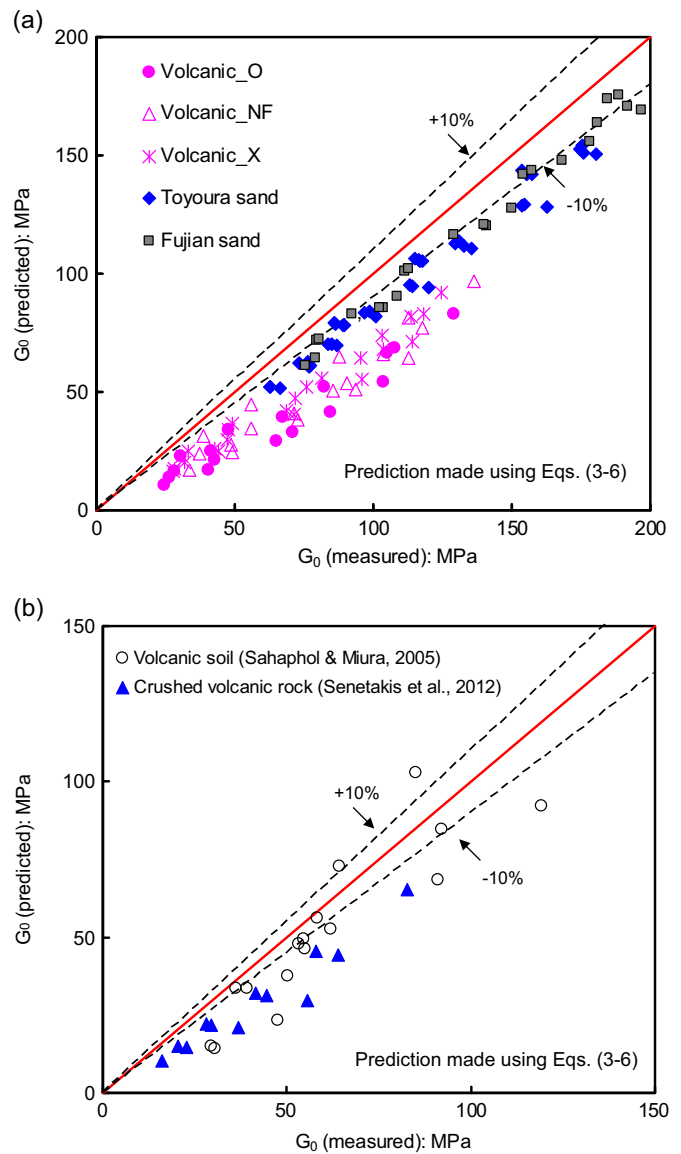 (a)
200
150
100
50
0
G₀ (predicted): MPa
Volcanic_O
Volcanic_NF
Volcanic_X
Toyoura sand
Fujian sand
+10%
-10%
Prediction made using Eqs. (3-6)
0
50
100
150
200
G₀ (measured): MPa
(b)
150
100
50
0
G₀ (predicted): MPa
Volcanic soil (Sahaphol & Miura, 2005)
Crushed volcanic rock (Senetakis et al., 2012)
+10%
-10%
Prediction made using Eqs. (3-6)
0
50
100
150
G₀ (measured): MPa